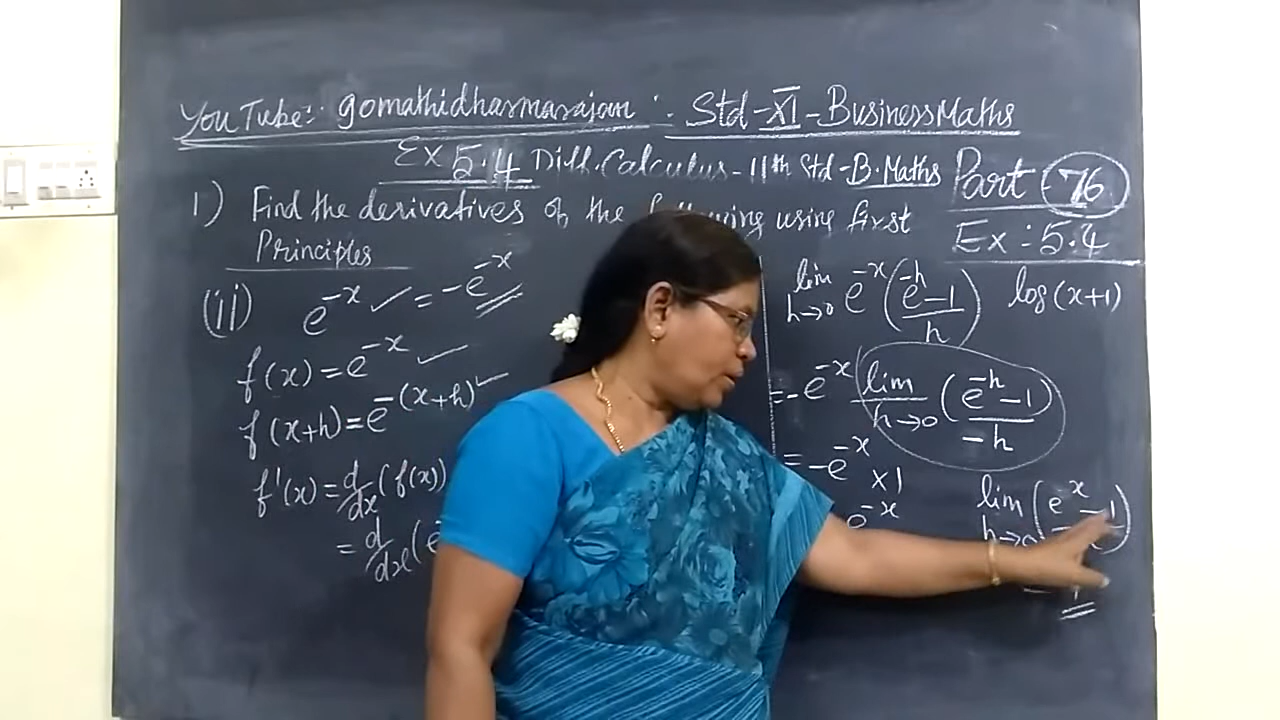 YouTube:- gomathidharmarajan : Std-XI-BusinessMaths
Ex 5.4 Diff.Calculus-11th Std-B.Maths
Part-76
Ex:5.4
1) Find the derivatives of the following using first
Principles
(ii) e^{-x} ✓ = -e^{-x}
f(x)=e^{-x} ✓
f(x+h)=e^{-(x+h)} ✓
f'(x)=d/dx(f(x))
= d/dx(e
lim h→0 e^{-x}((e^{-h}-1)/h)
log(x+1)
=-e^{-x} lim h→0 ((e^{-h}-1)/-h)
=-e^{-x} ×1
e^{-x}
lim h→0 (e^{x}-1